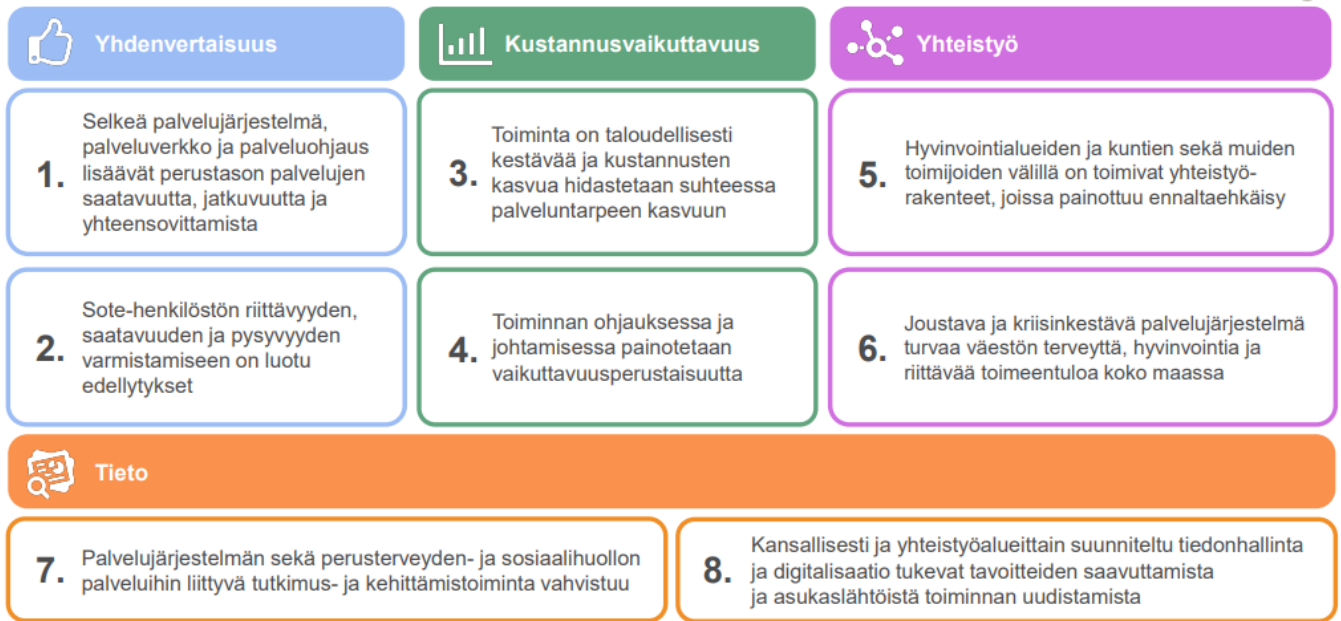 Yhdenvertaisuus
Kustannusvaikuttavuus
Yhteistyö
1.
Selkeä palvelujärjestelmä,
palveluverkko ja palveluohjaus
lisäävät perustason palvelujen
saatavuutta, jatkuvuutta ja
yhteensovittamista
3.
Toiminta on taloudellisesti
kestävää ja kustannusten
kasvua hidastetaan suhteessa
palveluntarpeen kasvuun
5.
Hyvinvointialueiden ja kuntien sekä muiden
toimijoiden välillä on toimivat yhteistyö-
rakenteet, joissa painottuu ennaltaehkäisy
2.
Sote-henkilöstön riittävyyden,
saatavuuden ja pysyvyyden
varmistamiseen on luotu
edellytykset
4.
Toiminnan ohjauksessa ja
johtamisessa painotetaan
vaikuttavuusperustaisuutta
6.
Joustava ja kriisinkestävä palvelujärjestelmä
turvaa väestön terveyttä, hyvinvointia ja
riittävää toimeentuloa koko maassa
Tieto
7.
Palvelujärjestelmän sekä perusterveyden- ja sosiaalihuollon
palveluihin liittyvä tutkimus- ja kehittämistoiminta vahvistuu
8.
Kansallisesti ja yhteistyöalueittain suunniteltu tiedonhallinta
ja digitalisaatio tukevat tavoitteiden saavuttamista
ja asukaslähtöistä toiminnan uudistamista